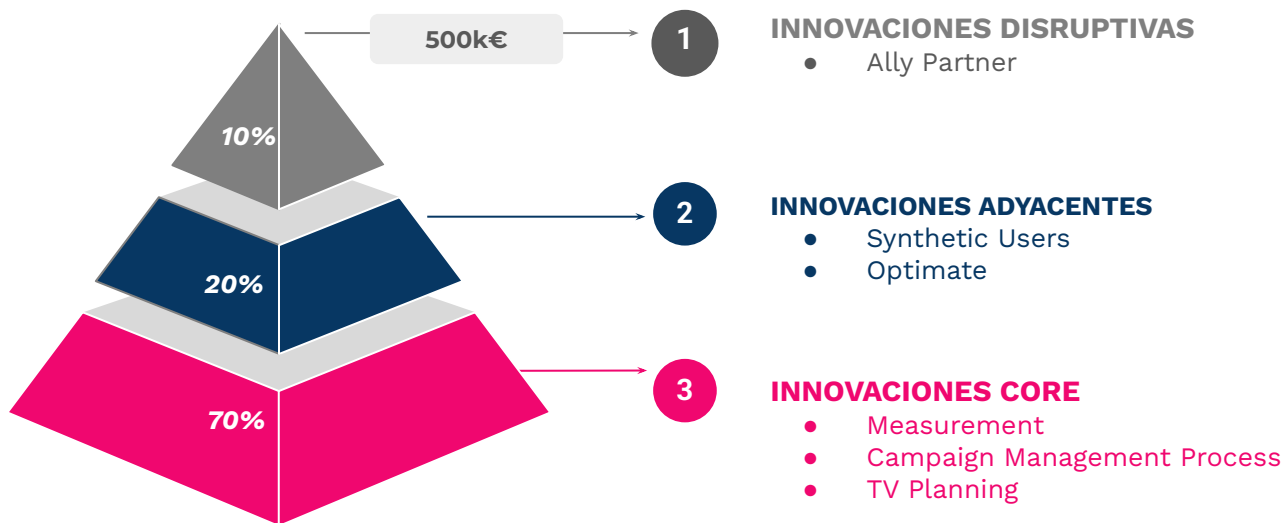 10%
20%
70%
500k€
1
INNOVACIONES DISRUPTIVAS
● Ally Partner
2
INNOVACIONES ADYACENTES
● Synthetic Users
● Optimate
3
INNOVACIONES CORE
● Measurement
● Campaign Management Process
● TV Planning